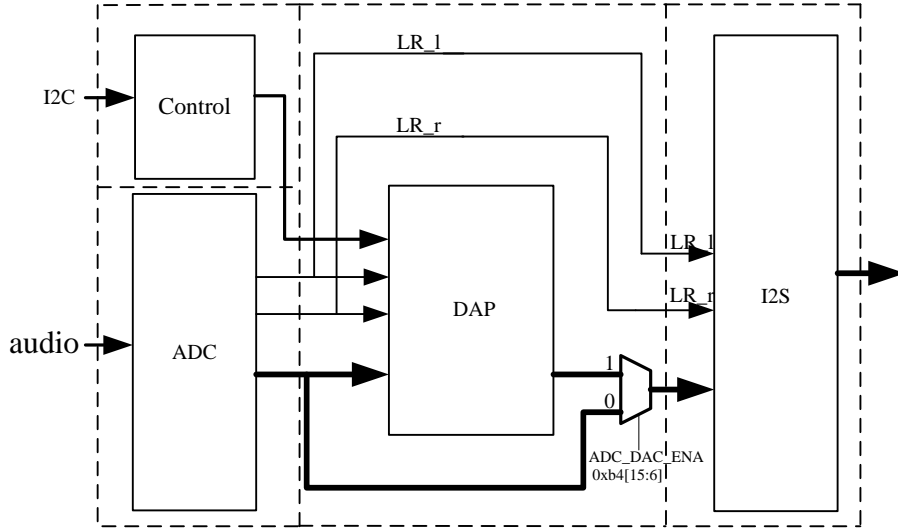 LR_l
I2C
Control
LR_r
LR_l
LR_r
I2S
DAP
audio
ADC
1
0
ADC_DAC_ENA
0xb4[15:6]